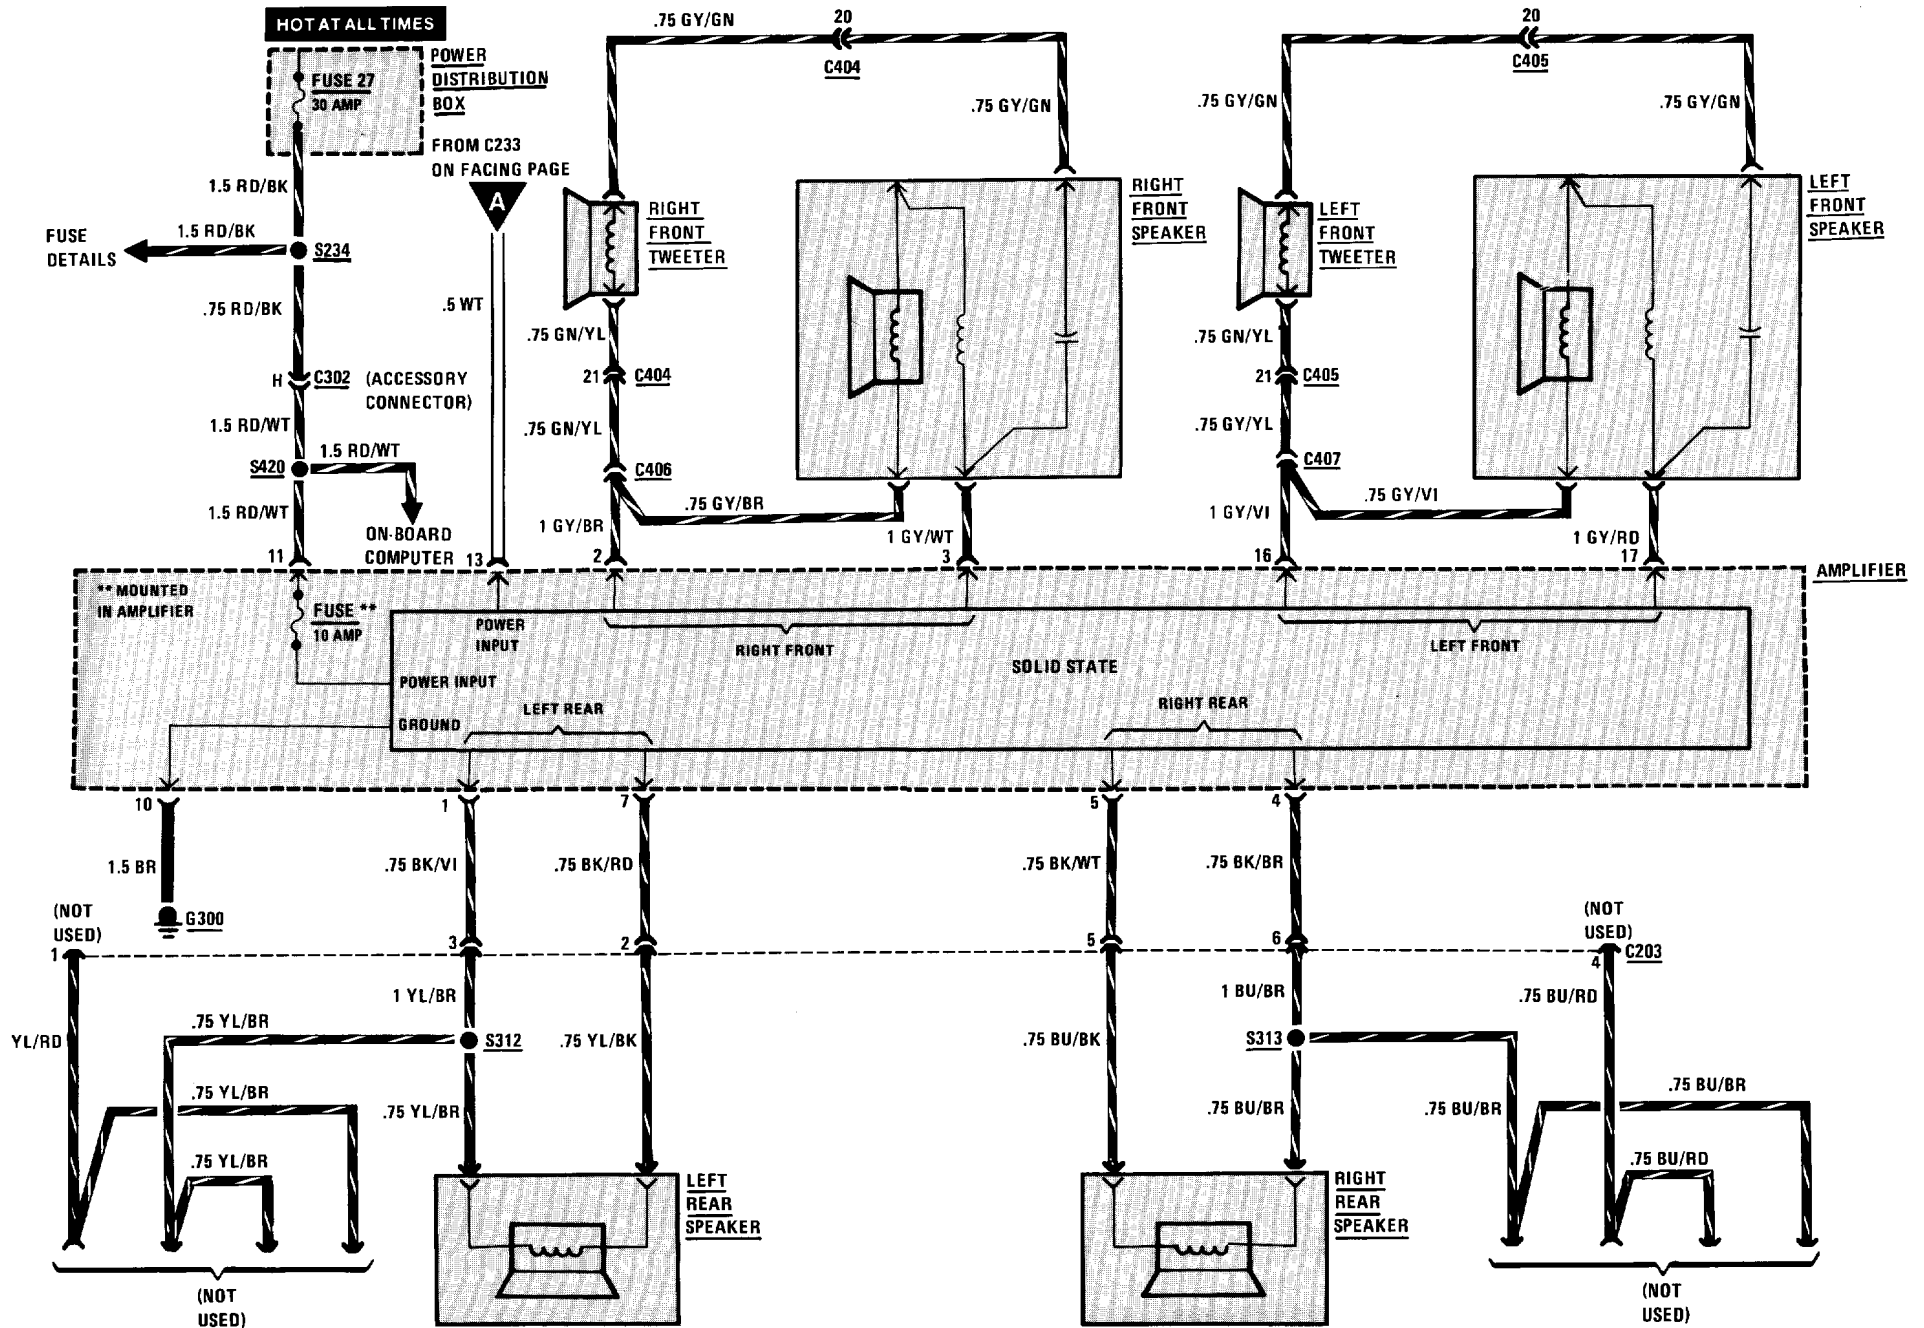 HOT AT ALL TIMES
POWER
DISTRIBUTION
BOX
FUSE 27
30 AMP
FROM C233
ON FACING PAGE
A
1.5 RD/BK
1.5 RD/BK
FUSE
DETAILS
S234
.75 RD/BK
.5 WT
H
C302
(ACCESSORY
CONNECTOR)
1.5 RD/WT
S420
1.5 RD/WT
1.5 RD/WT
ON-BOARD
COMPUTER
11
13
.75 GY/GN
20
C404
.75 GY/GN
RIGHT
FRONT
TWEETER
RIGHT
FRONT
SPEAKER
.75 GN/YL
21
C404
.75 GN/YL
C406
.75 GY/BR
1 GY/BR
1 GY/WT
2
3
20
C405
.75 GY/GN
.75 GY/GN
LEFT
FRONT
TWEETER
LEFT
FRONT
SPEAKER
.75 GN/YL
21
C405
.75 GY/YL
C407
.75 GY/VI
1 GY/VI
1 GY/RD
16
17
AMPLIFIER
** MOUNTED
IN AMPLIFIER
FUSE **
10 AMP
POWER
INPUT
RIGHT FRONT
LEFT FRONT
SOLID STATE
POWER INPUT
GROUND
LEFT REAR
RIGHT REAR
10
1
7
5
4
1.5 BR
.75 BK/VI
.75 BK/RD
.75 BK/WT
.75 BK/BR
G300
(NOT
USED)
1
3
2
5
6
(NOT
USED)
4
C203
1 YL/BR
1 BU/BR
.75 BU/RD
.75 YL/BR
YL/RD
S312
.75 YL/BK
.75 BU/BK
S313
.75 YL/BR
.75 YL/BR
.75 BU/BR
.75 BU/BR
.75 BU/BR
.75 YL/BR
.75 BU/RD
LEFT
REAR
SPEAKER
RIGHT
REAR
SPEAKER
(NOT
USED)
(NOT
USED)